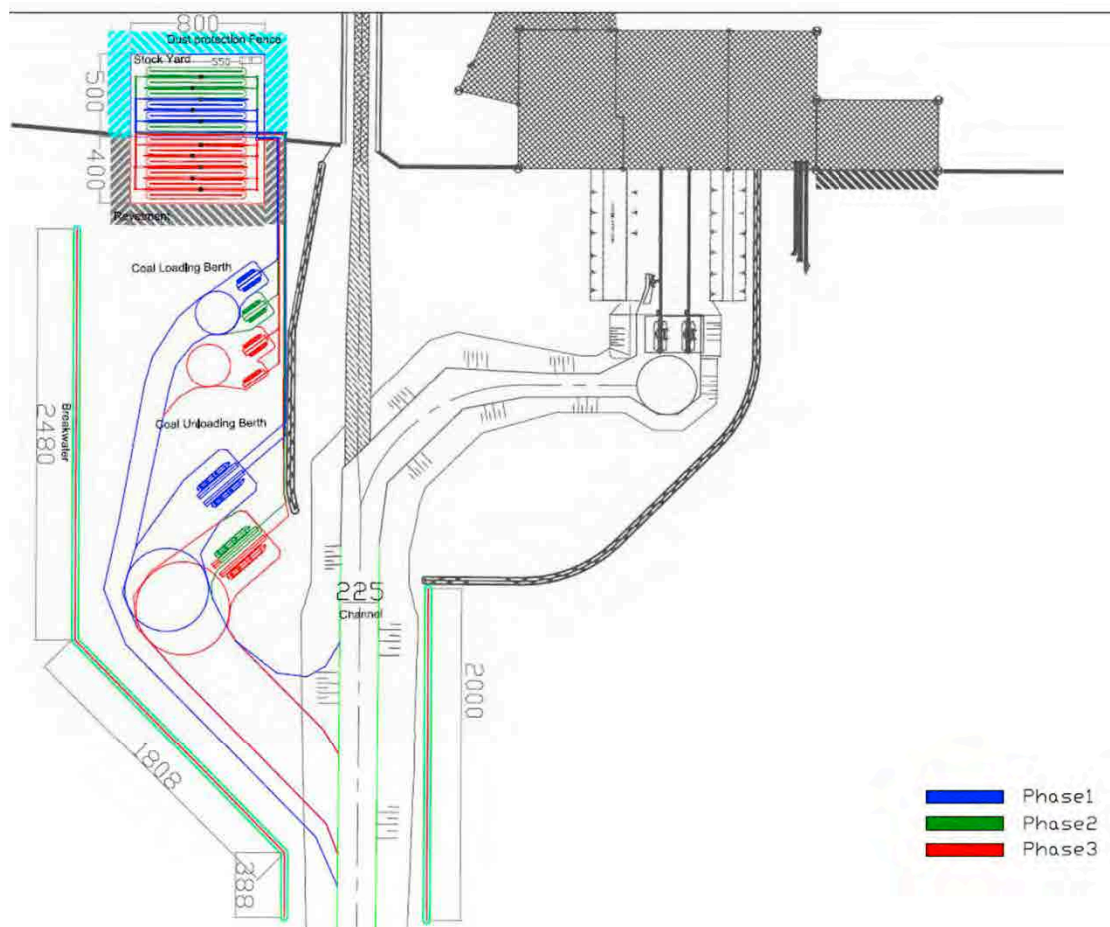 800
Dust protection Fence
Stock Yard
550
500
400
Revetment
Coal Loading Berth
Breakwater
2480
Coal Unloading Berth
225
Channel
2000
1808
388
Phase1
Phase2
Phase3